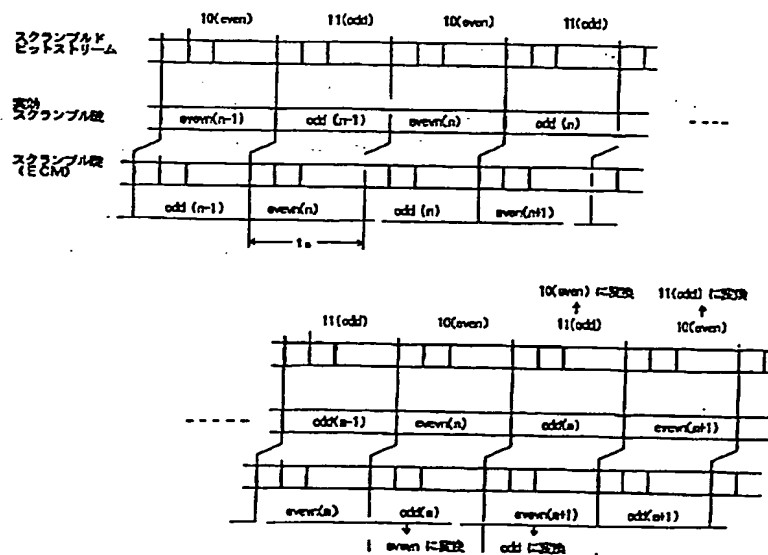 10(even) 11(odd) 10(even) 11(odd)
スクランブルド
ビットストリーム
実効
スクランブル鍵
evevn(n-1) odd (n-1) evevn(n) odd (n)
スクランブル鍵
(ECM)
odd (n-1) evevn(n) odd (n) even(n+1)
10(even) に変換 11(odd) に変換
11(odd) 10(even) 11(odd) 10(even)
odd(m-1) evevn(m) odd(m) evevn(m+1)
evevn(m) odd(m) evevn(m+1) odd(m+1)
evevn に変換 odd に変換